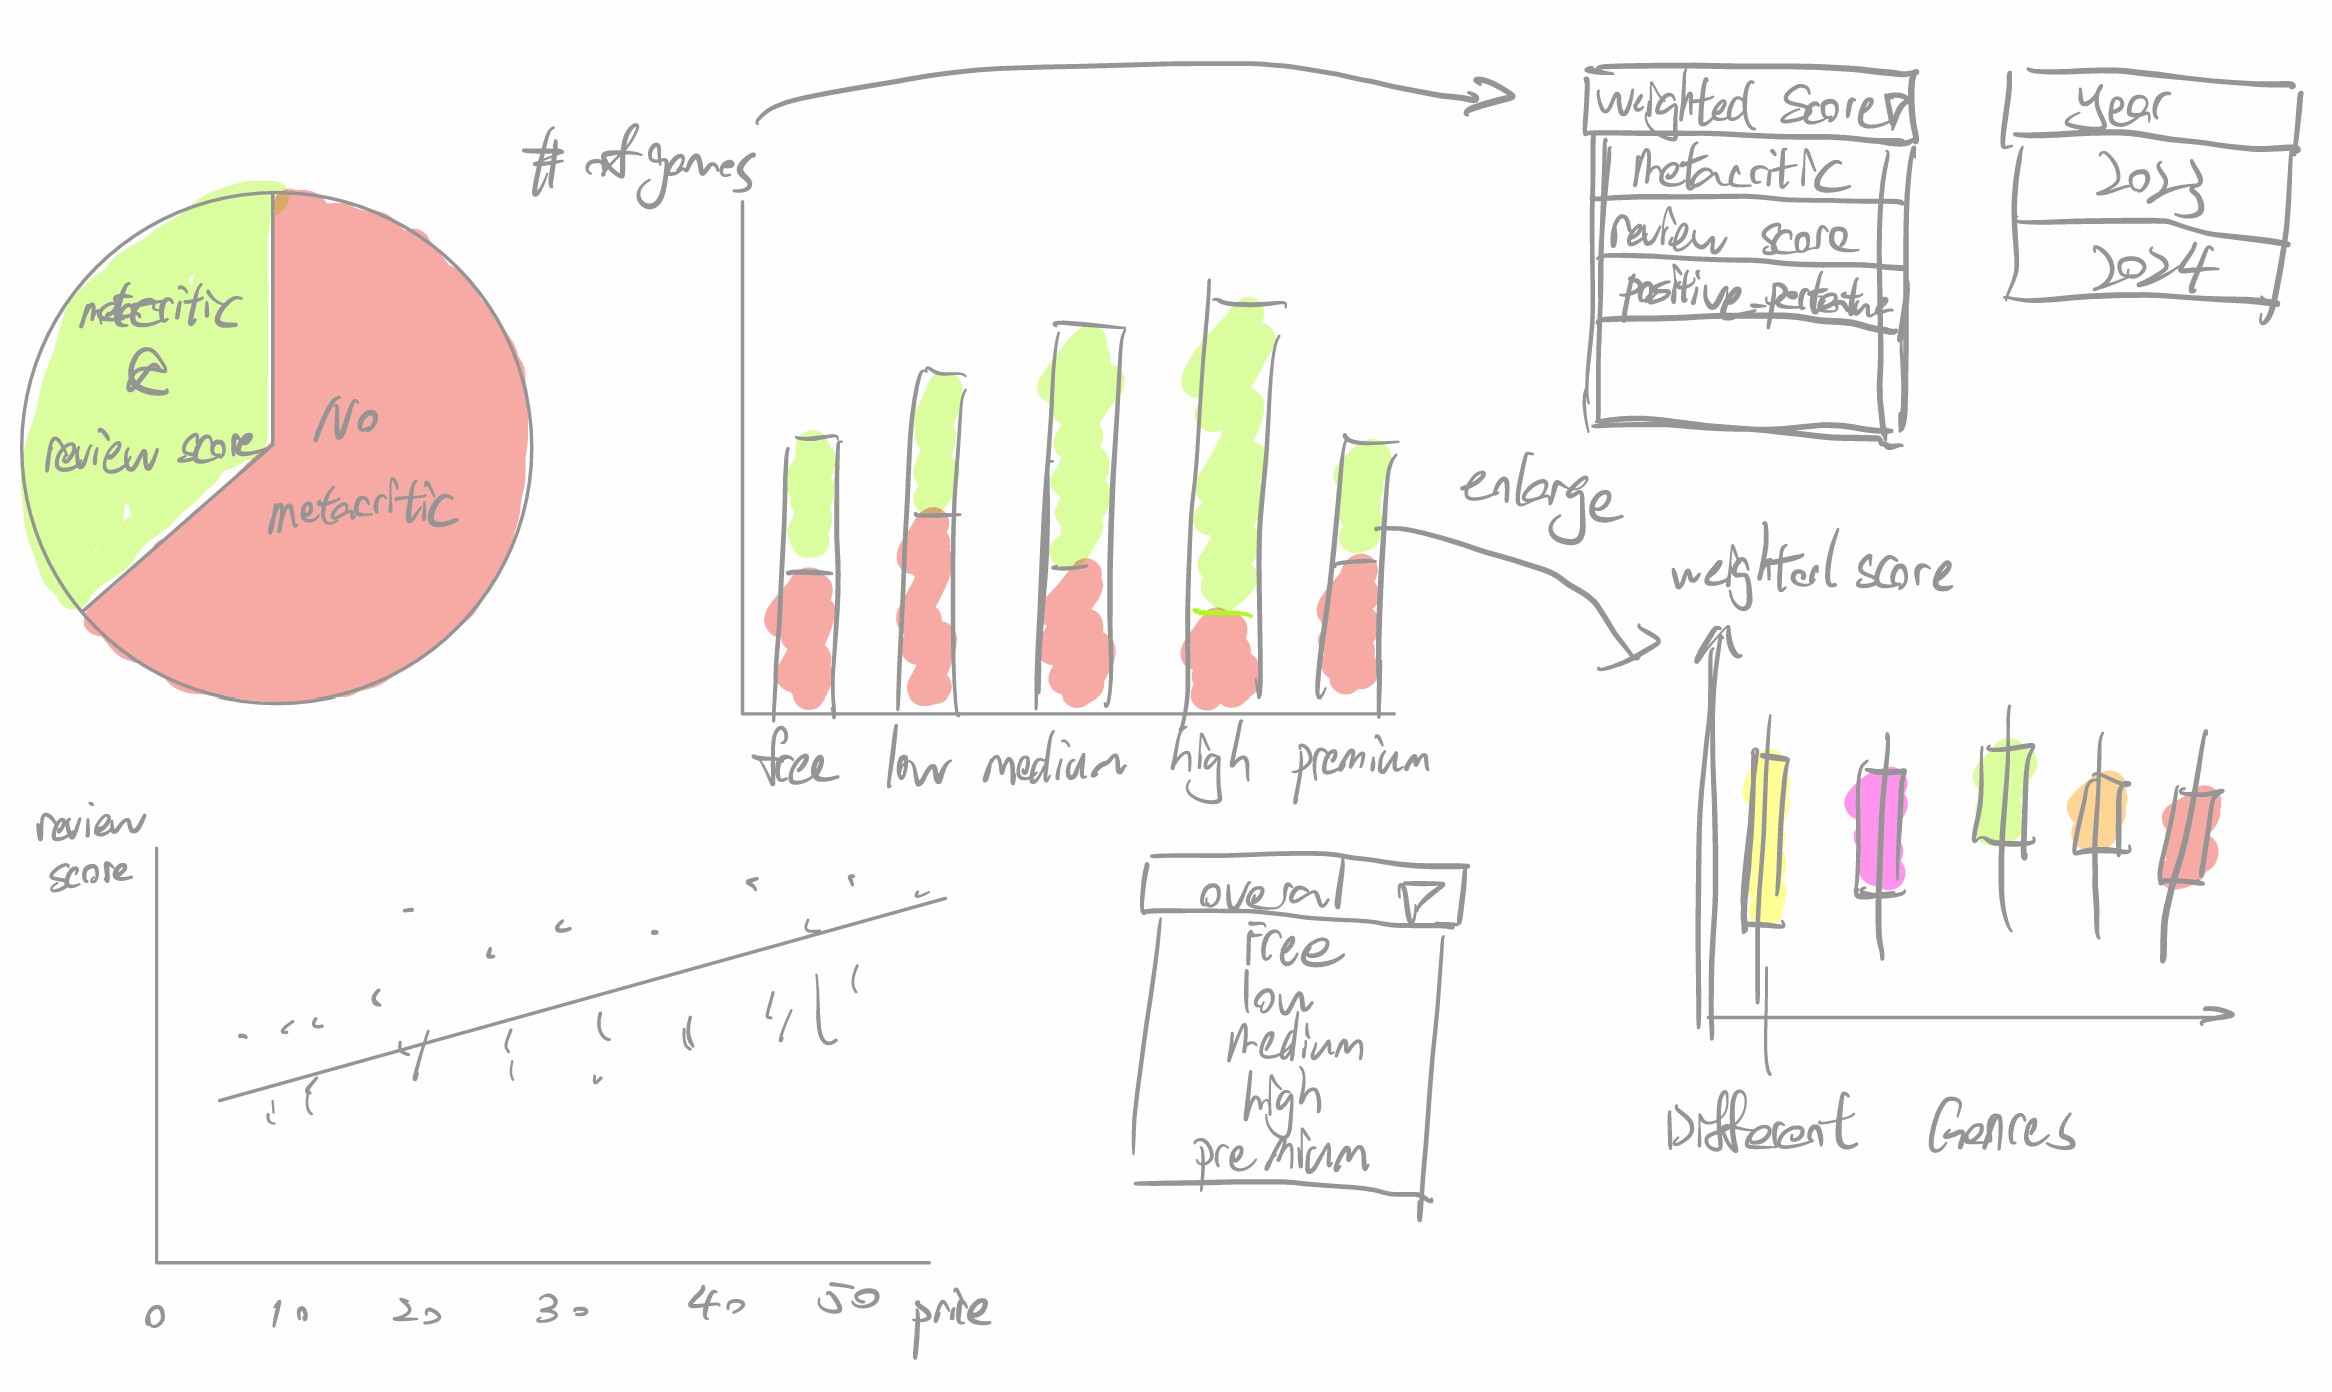 # of games
weighted Score
metacritic
review score
Year
2023
2024
metacritic
&
review score
No
metacritic
enlarge
weighted score
free low medium high premium
review
score
overal
Free
low
medium
high
premium
Different Genres
0 10 20 30 40 50 price